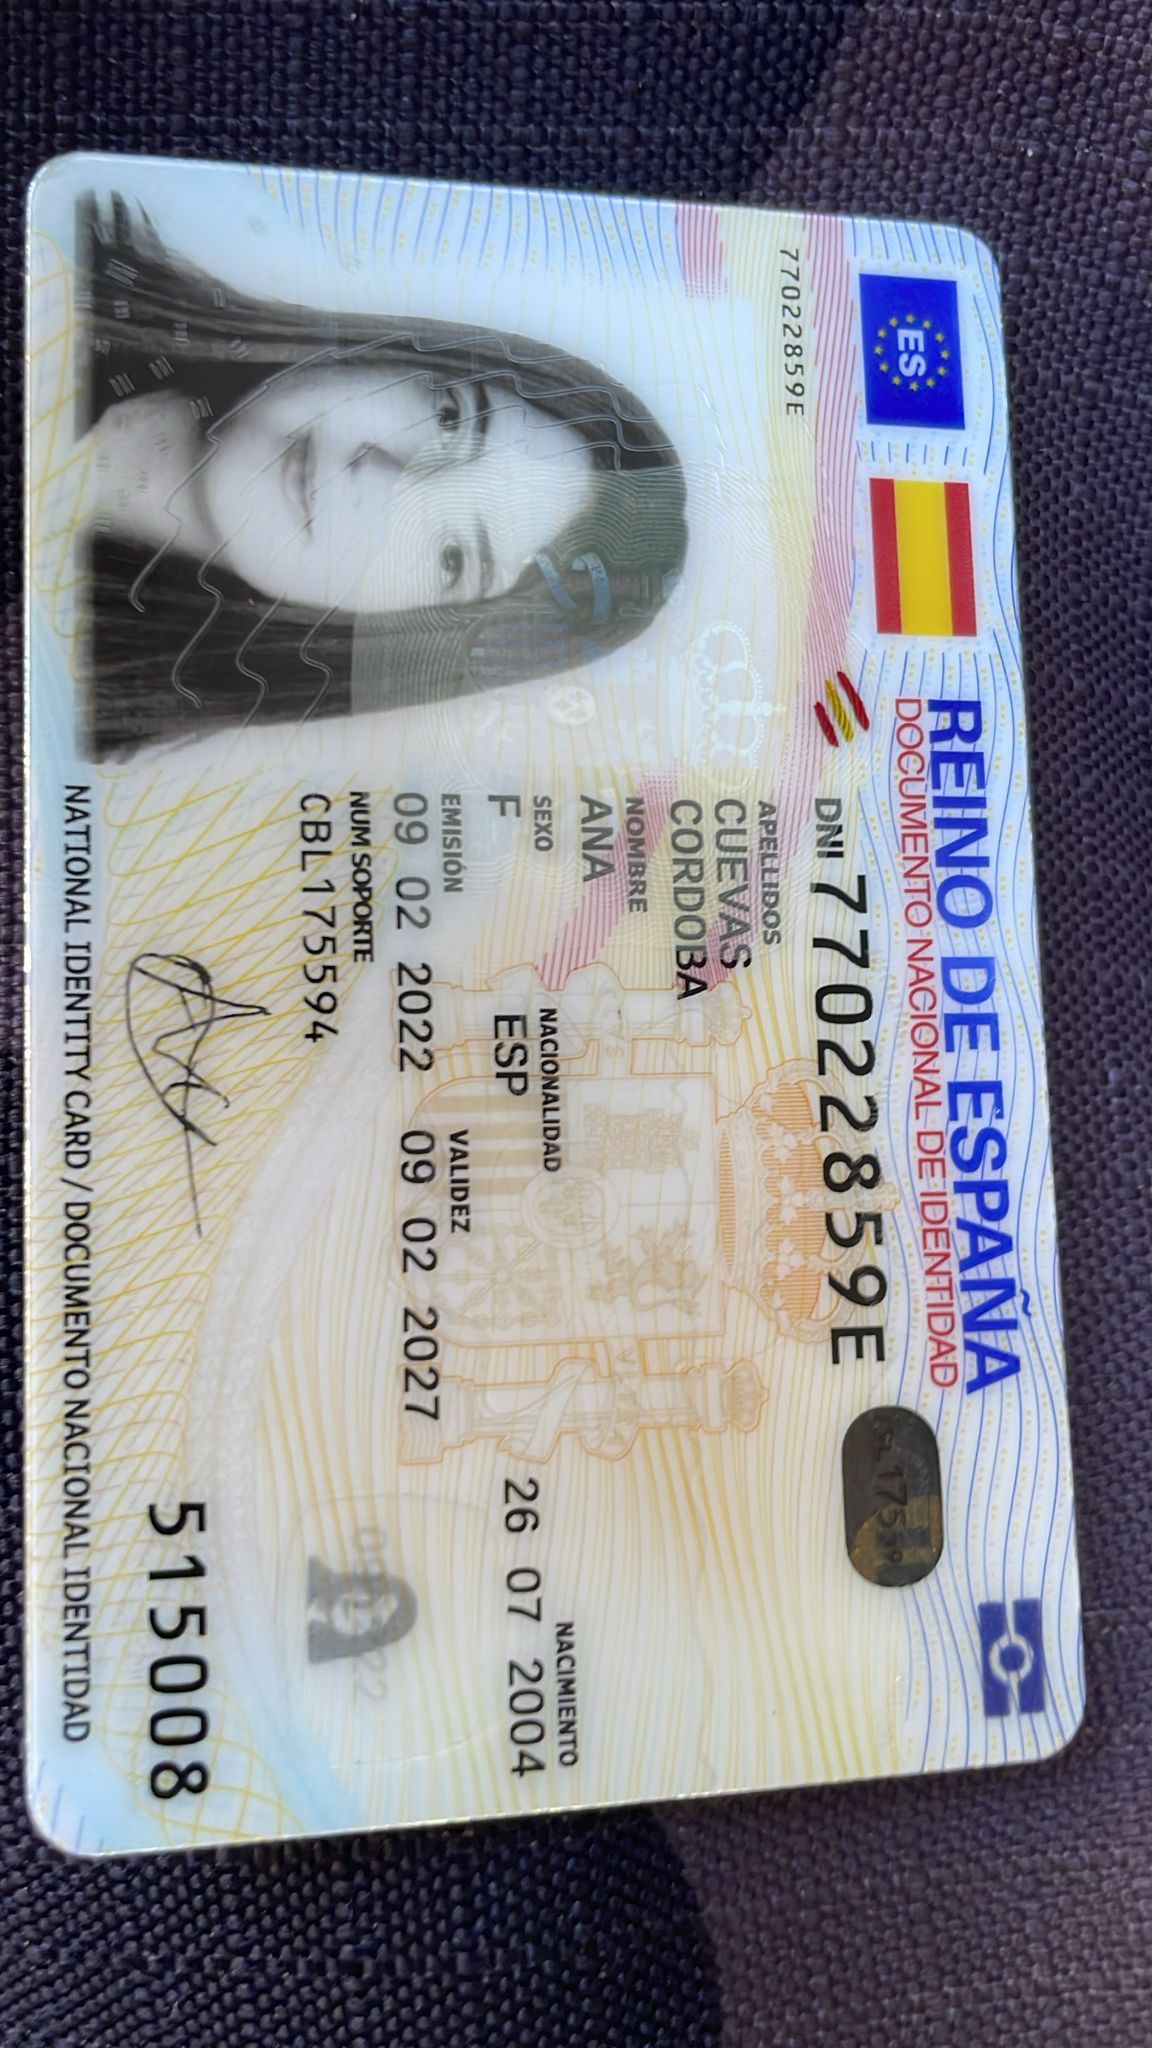 ES
REINO DE ESPAÑA
DOCUMENTO NACIONAL DE IDENTIDAD
77022859E
DNI 77022859E
APELLIDOS
CUEVAS
CORDOBA
NOMBRE
ANA
SEXO
F
NACIONALIDAD
ESP
NACIMIENTO
26 07 2004
EMISIÓN
09 02 2022
VALIDEZ
09 02 2027
NUM SOPORTE
CBL175594
515008
NATIONAL IDENTITY CARD / DOCUMENTO NACIONAL IDENTIDAD